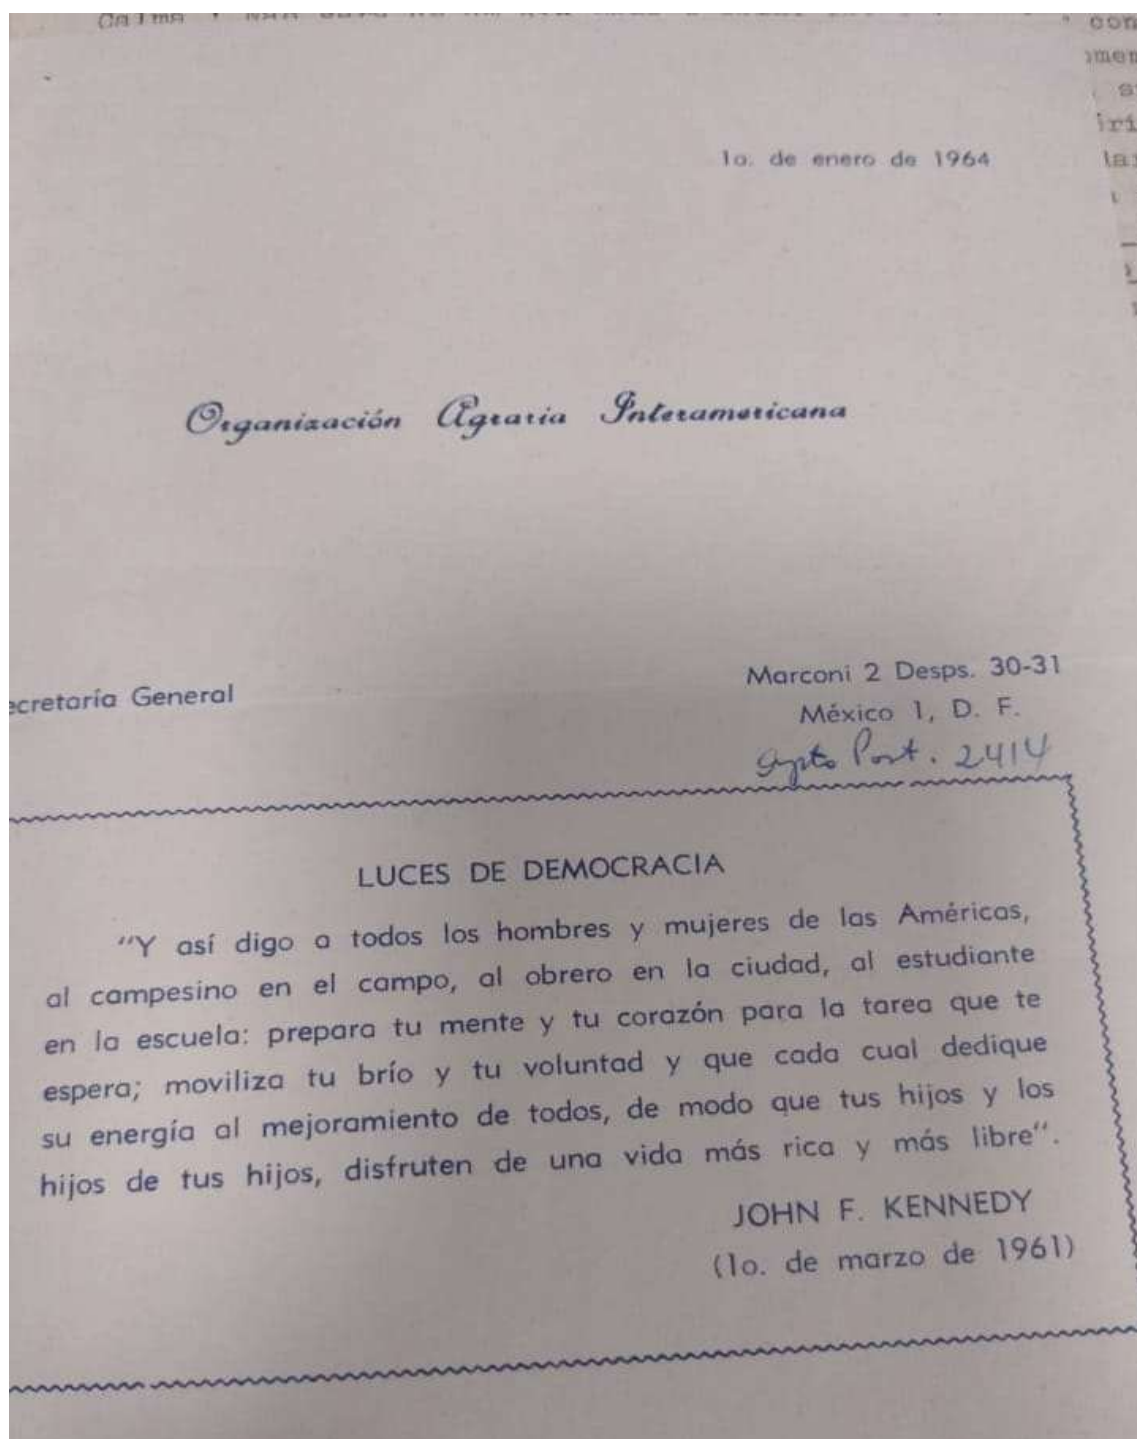 1o. de enero de 1964
Organización Agraria Interamericana
ecretaría General
Marconi 2 Desps. 30-31
México 1, D. F.
Apto Post. 2414
LUCES DE DEMOCRACIA
"Y así digo a todos los hombres y mujeres de las Américas,
al campesino en el campo, al obrero en la ciudad, al estudiante
en la escuela: prepara tu mente y tu corazón para la tarea que te
espera; moviliza tu brío y tu voluntad y que cada cual dedique
su energía al mejoramiento de todos, de modo que tus hijos y los
hijos de tus hijos, disfruten de una vida más rica y más libre".
JOHN F. KENNEDY
(1o. de marzo de 1961)